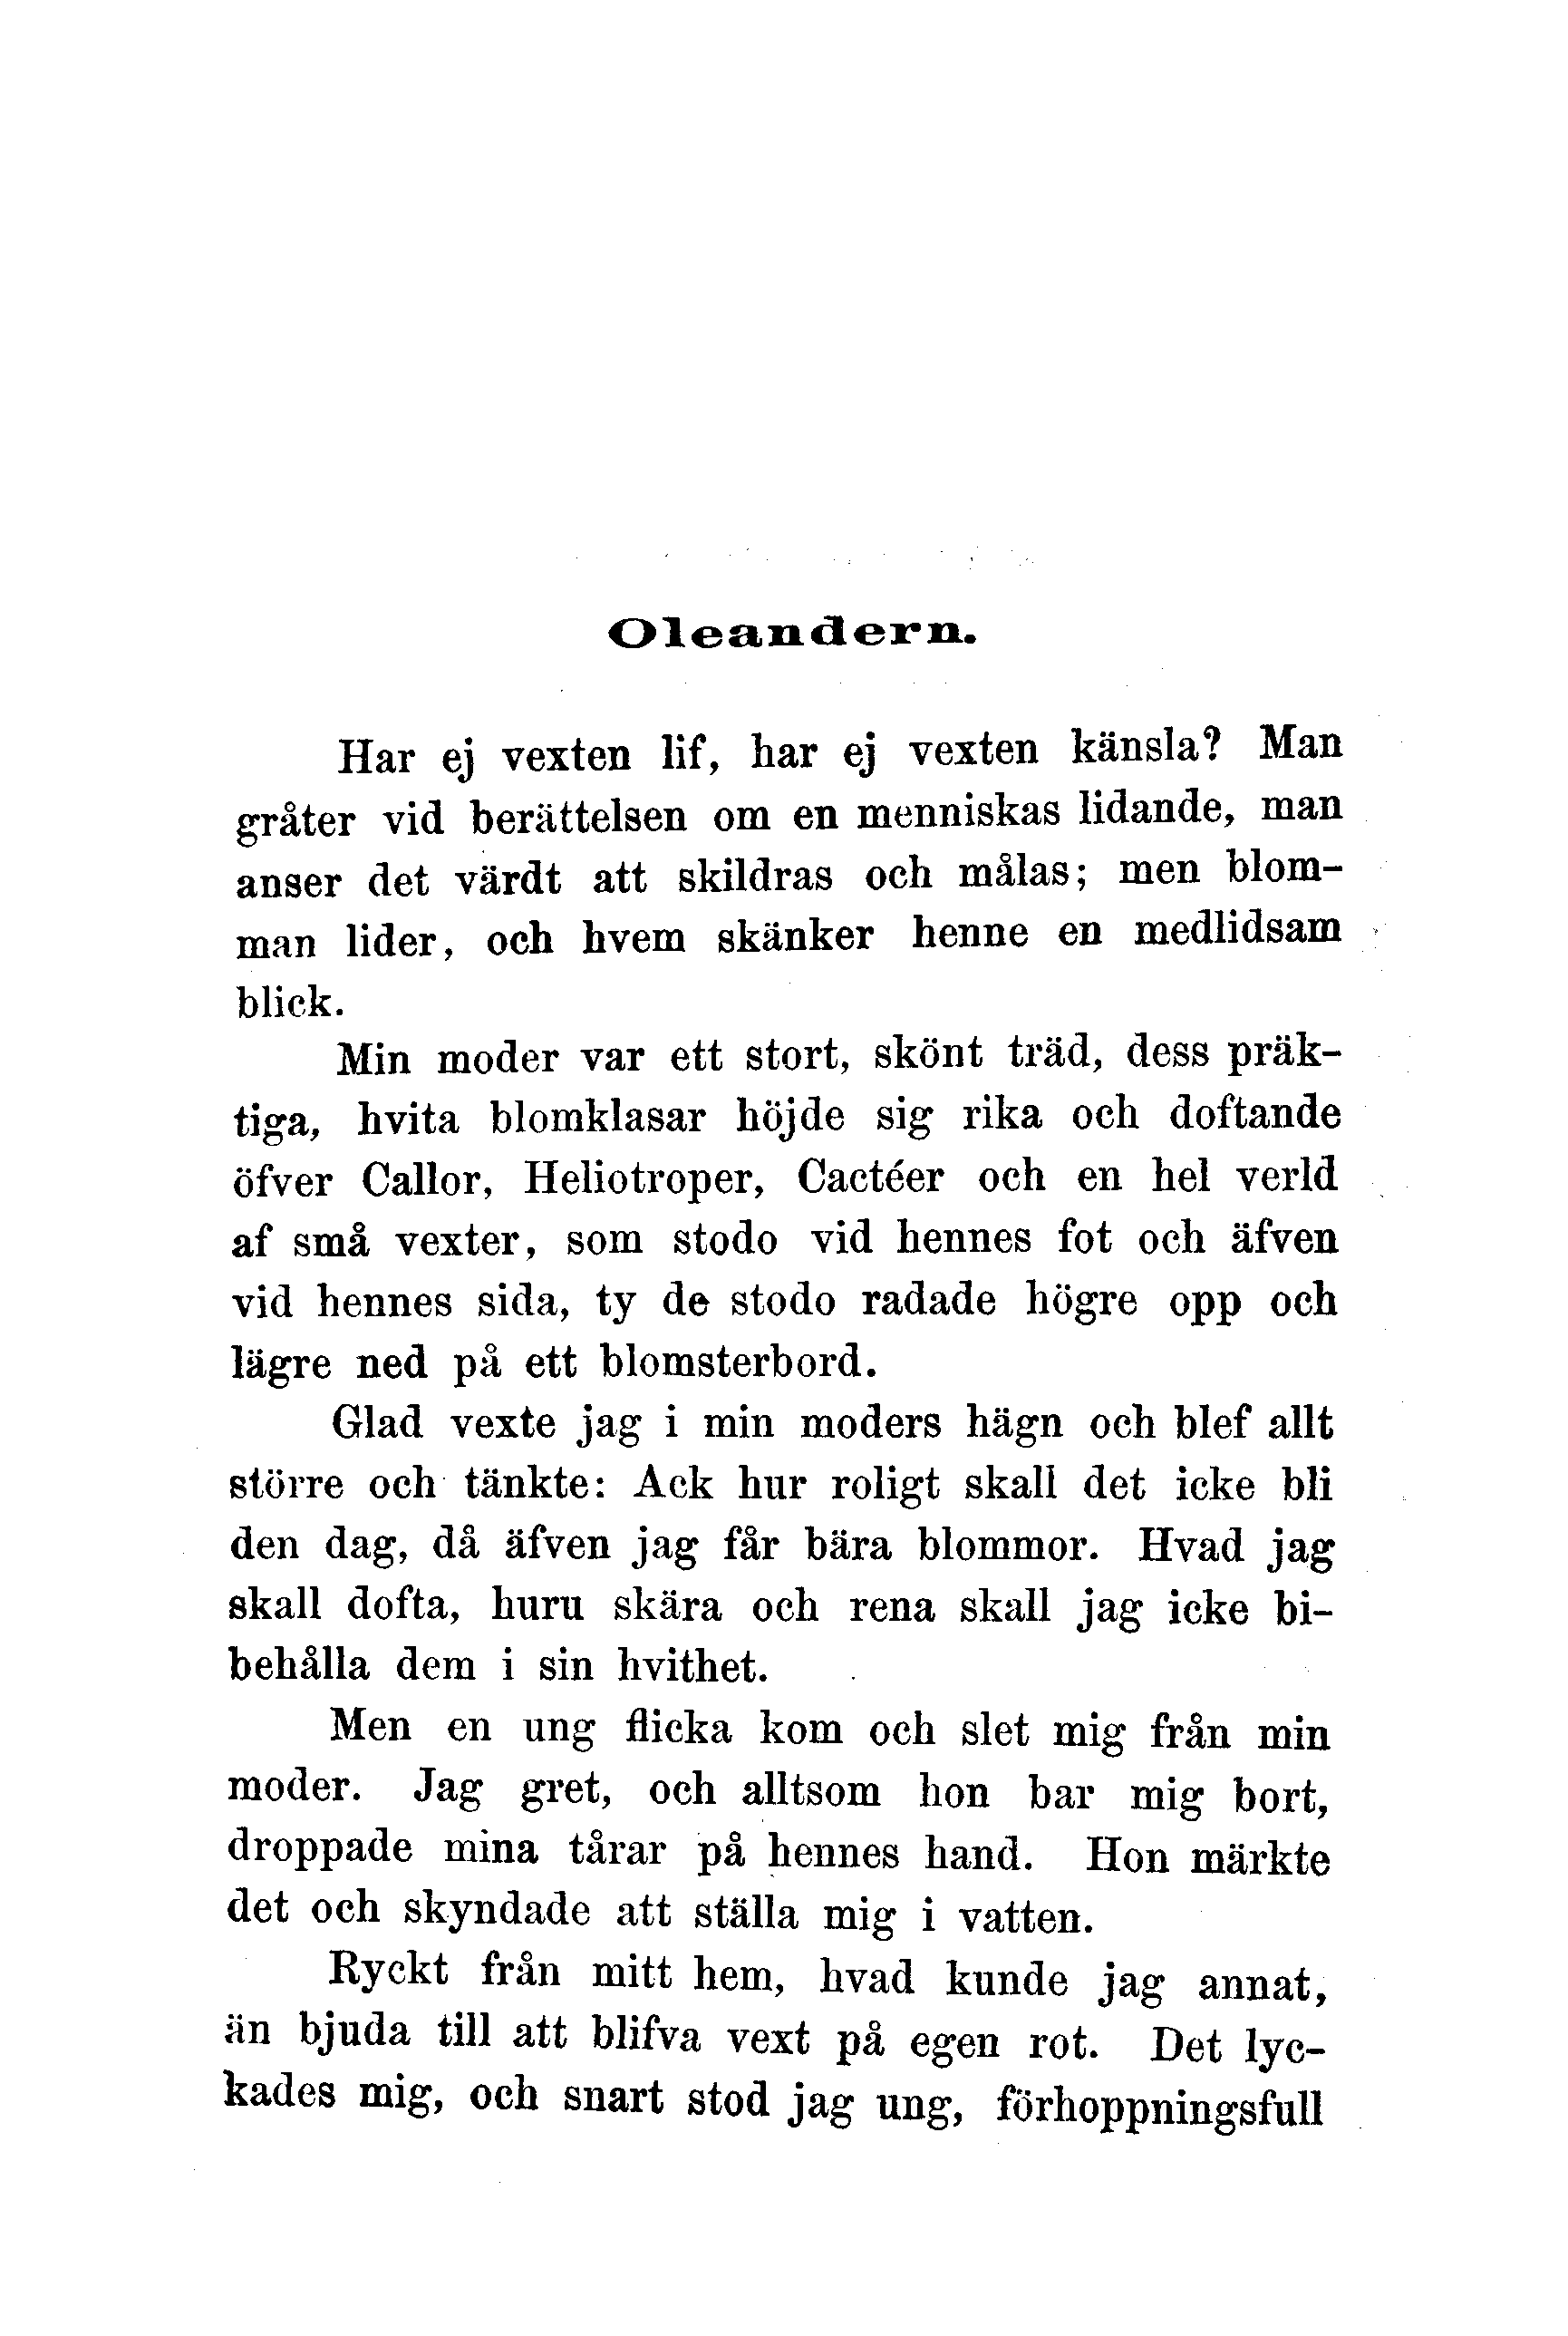 Oleandern.
Har ej vexten lif, har ej vexten känsla? Man
gråter vid berättelsen om en menniskas lidande, man
anser det värdt att skildras och målas; men blom-
man lider, och hvem skänker henne en medlidsam
blick.
Min moder var ett stort, skönt träd, dess präk-
tiga, hvita blomklasar höjde sig rika och doftande
öfver Callor, Heliotroper, Cactéer och en hel verld
af små vexter, som stodo vid hennes fot och äfven
vid hennes sida, ty de stodo radade högre opp och
lägre ned på ett blomsterbord.
Glad vexte jag i min moders hägn och blef allt
större och tänkte: Ack hur roligt skall det icke bli
den dag, då äfven jag får bära blommor. Hvad jag
skall dofta, huru skära och rena skall jag icke bi-
behålla dem i sin hvithet.
Men en ung flicka kom och slet mig från min
moder. Jag gret, och alltsom hon bar mig bort,
droppade mina tårar på hennes hand. Hon märkte
det och skyndade att ställa mig i vatten.
Ryckt från mitt hem, hvad kunde jag annat,
än bjuda till att blifva vext på egen rot. Det lyc-
kades mig, och snart stod jag ung, förhoppningsfull